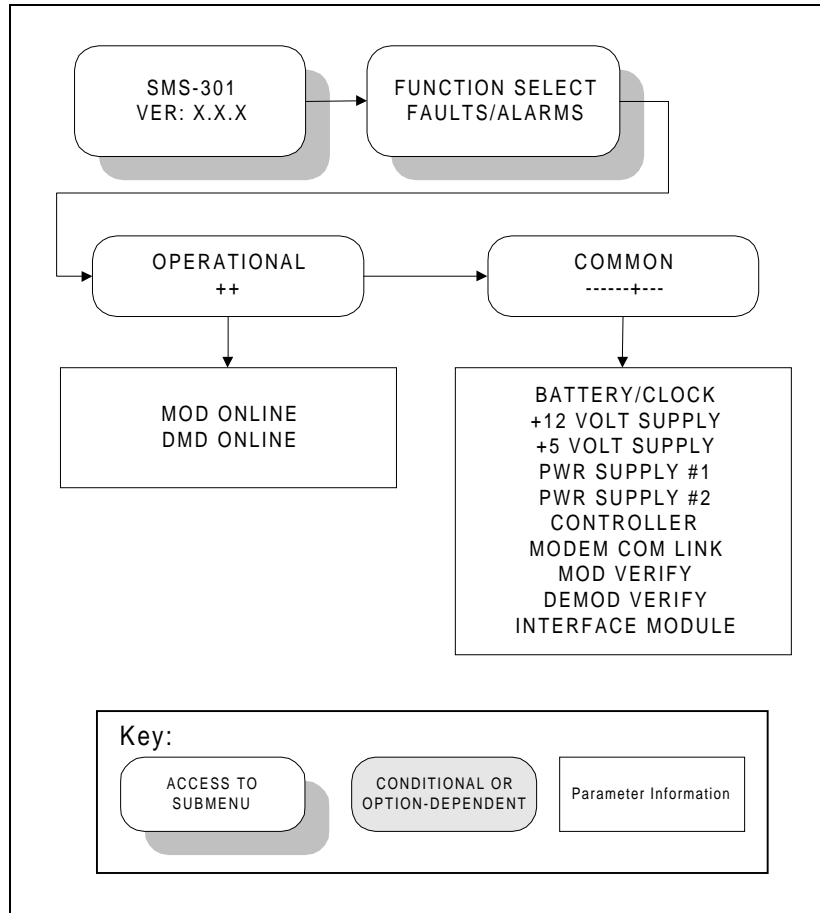 SMS-301
VER: X.X.X
FUNCTION SELECT
FAULTS/ALARMS
OPERATIONAL
++
COMMON
------+---
MOD ONLINE
DMD ONLINE
BATTERY/CLOCK
+12 VOLT SUPPLY
+5 VOLT SUPPLY
PWR SUPPLY #1
PWR SUPPLY #2
CONTROLLER
MODEM COM LINK
MOD VERIFY
DEMOD VERIFY
INTERFACE MODULE
Key:
ACCESS TO
SUBMENU
CONDITIONAL OR
OPTION-DEPENDENT
Parameter Information